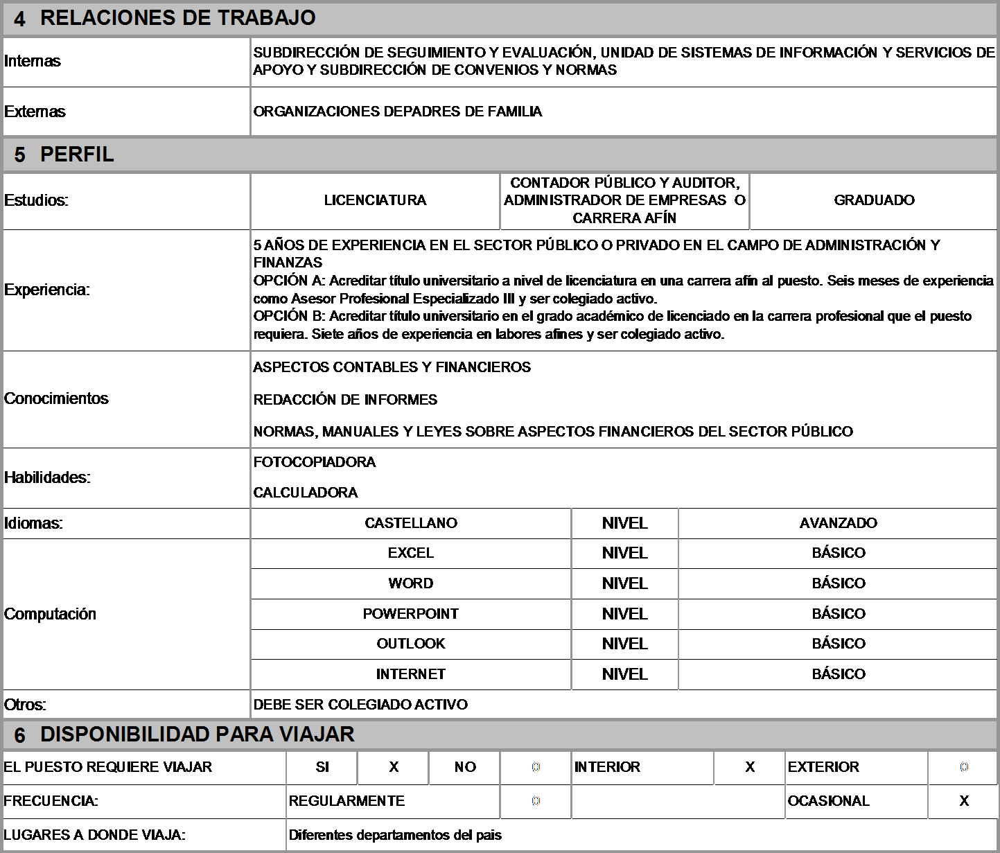 4 RELACIONES DE TRABAJO
Internas
SUBDIRECCIÓN DE SEGUIMIENTO Y EVALUACIÓN, UNIDAD DE SISTEMAS DE INFORMACIÓN Y SERVICIOS DE
APOYO Y SUBDIRECCIÓN DE CONVENIOS Y NORMAS
Externas
ORGANIZACIONES DEPADRES DE FAMILIA
5 PERFIL
Estudios:
LICENCIATURA
CONTADOR PÚBLICO Y AUDITOR,
ADMINISTRADOR DE EMPRESAS O
CARRERA AFÍN
GRADUADO
Experiencia:
5 AÑOS DE EXPERIENCIA EN EL SECTOR PÚBLICO O PRIVADO EN EL CAMPO DE ADMINISTRACIÓN Y
FINANZAS
OPCIÓN A: Acreditar título universitario a nivel de licenciatura en una carrera afín al puesto. Seis meses de experiencia
como Asesor Profesional Especializado III y ser colegiado activo.
OPCIÓN B: Acreditar título universitario en el grado académico de licenciado en la carrera profesional que el puesto
requiera. Siete años de experiencia en labores afines y ser colegiado activo.
Conocimientos
ASPECTOS CONTABLES Y FINANCIEROS
REDACCIÓN DE INFORMES
NORMAS, MANUALES Y LEYES SOBRE ASPECTOS FINANCIEROS DEL SECTOR PÚBLICO
Habilidades:
FOTOCOPIADORA
CALCULADORA
Idiomas: CASTELLANO NIVEL AVANZADO
Computación
EXCEL NIVEL BÁSICO
WORD NIVEL BÁSICO
POWERPOINT NIVEL BÁSICO
OUTLOOK NIVEL BÁSICO
INTERNET NIVEL BÁSICO
Otros: DEBE SER COLEGIADO ACTIVO
6 DISPONIBILIDAD PARA VIAJAR
EL PUESTO REQUIERE VIAJAR SI X NO 0 INTERIOR X EXTERIOR 0
FRECUENCIA: REGULARMENTE 0 OCASIONAL X
LUGARES A DONDE VIAJA: Diferentes departamentos del pais